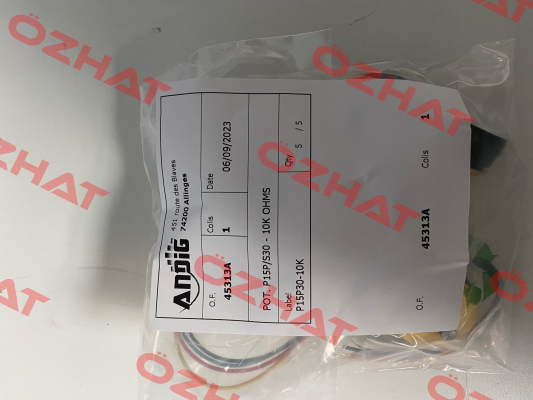 ANDIG
451 route des Blaves
74200 Allinges
O.F.
45313A
Colis
1
Date
06/09/2023
POT. P15P/S30 - 10K OHMS
Label
P15P30-10K
Qty
5 / 5
O.F.
45313A
Colis
1
ÖZHAT
ÖZHAT
ÖZHAT
ÖZHAT
ÖZHAT
ÖZHAT
ÖZHAT